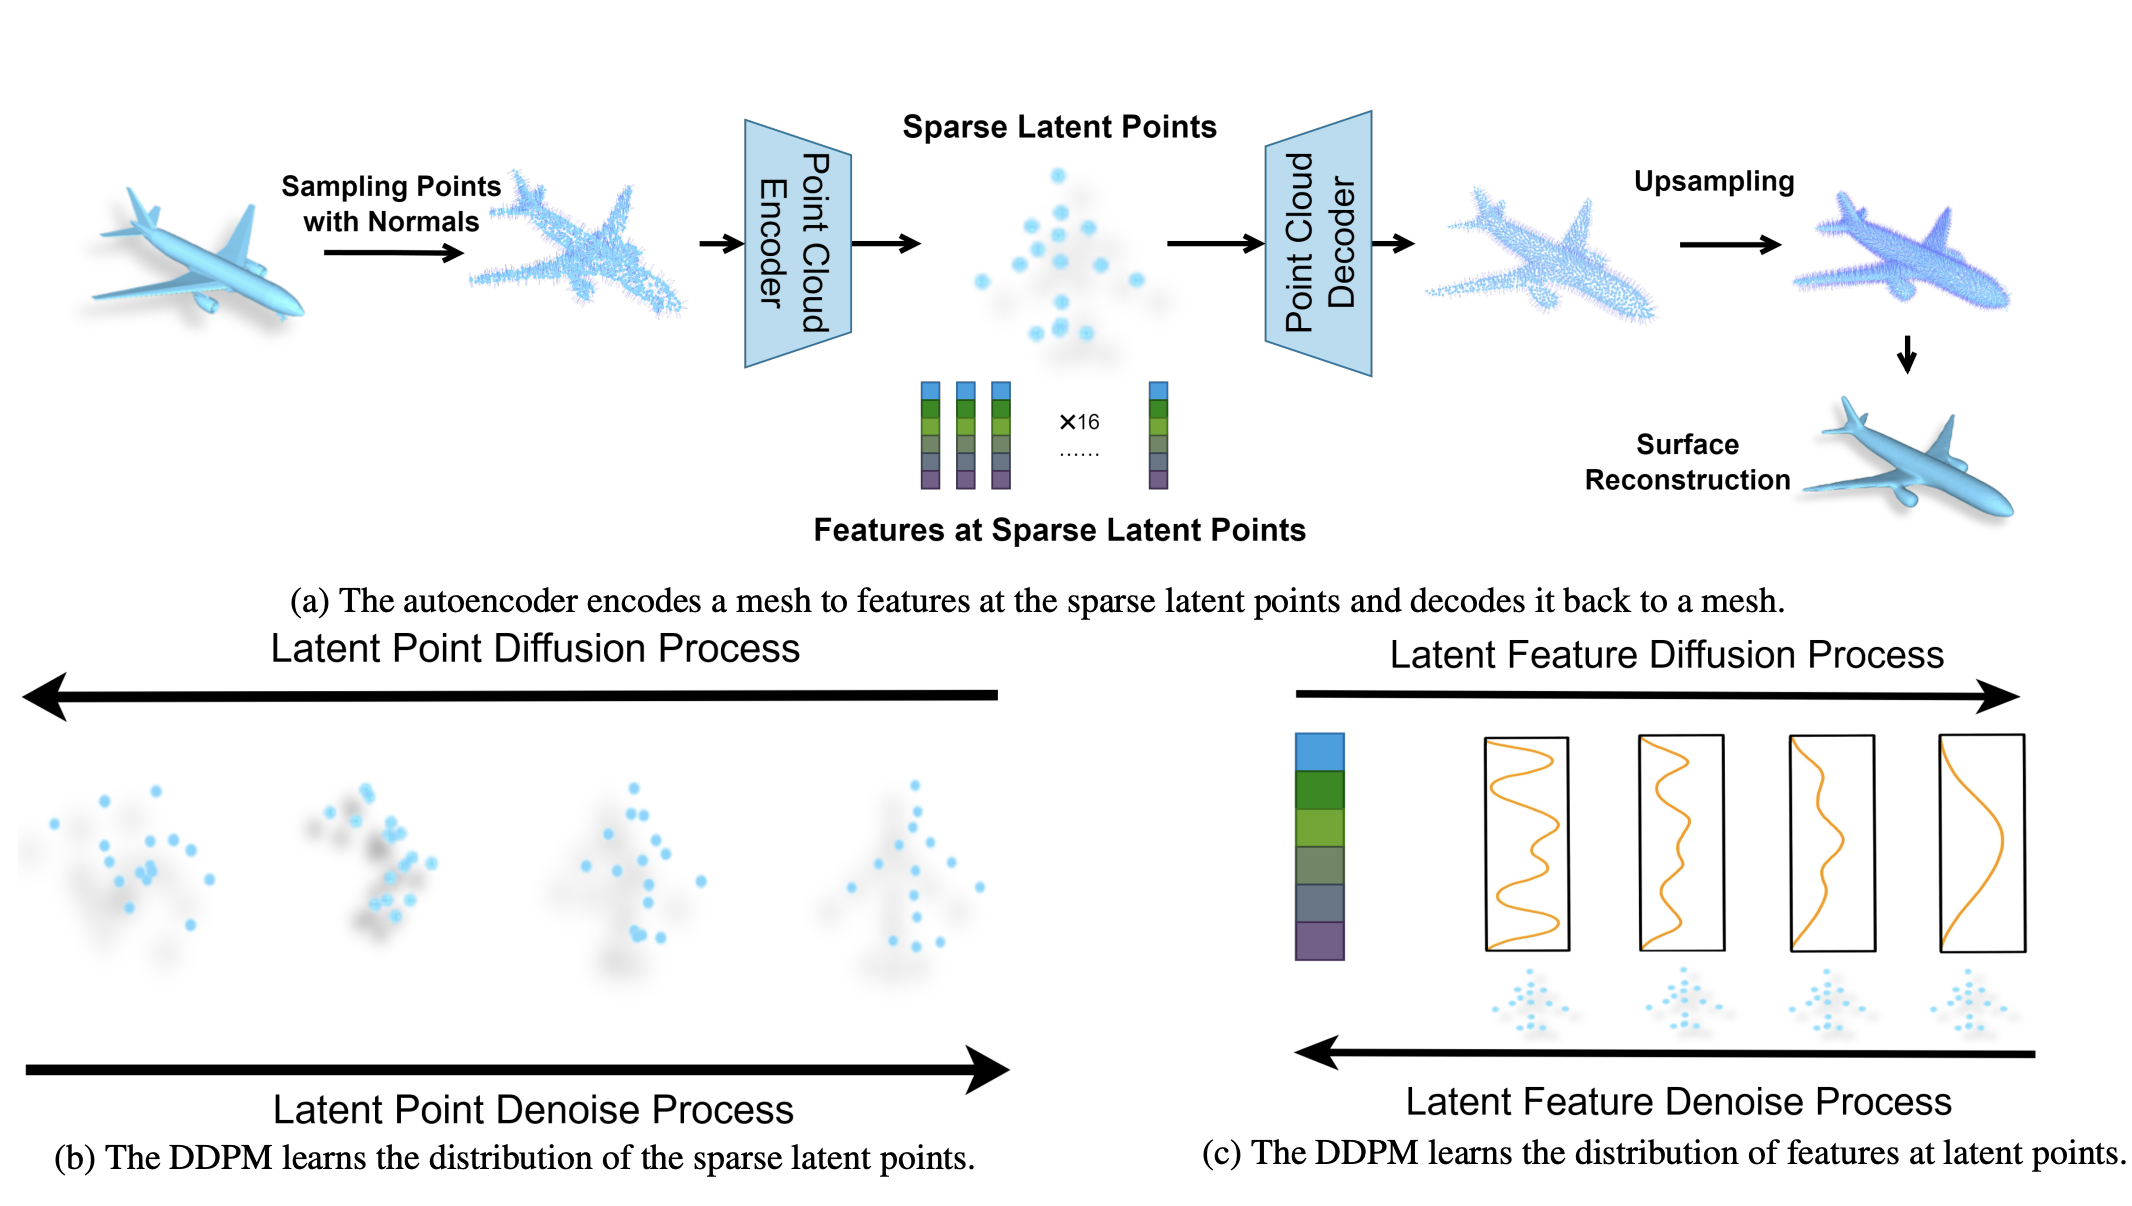 Sparse Latent Points
Sampling Points
with Normals
Point Cloud
Encoder
Point Cloud
Decoder
Upsampling
×16
......
Surface
Reconstruction
Features at Sparse Latent Points
(a) The autoencoder encodes a mesh to features at the sparse latent points and decodes it back to a mesh.
Latent Point Diffusion Process
Latent Point Denoise Process
(b) The DDPM learns the distribution of the sparse latent points.
Latent Feature Diffusion Process
Latent Feature Denoise Process
(c) The DDPM learns the distribution of features at latent points.